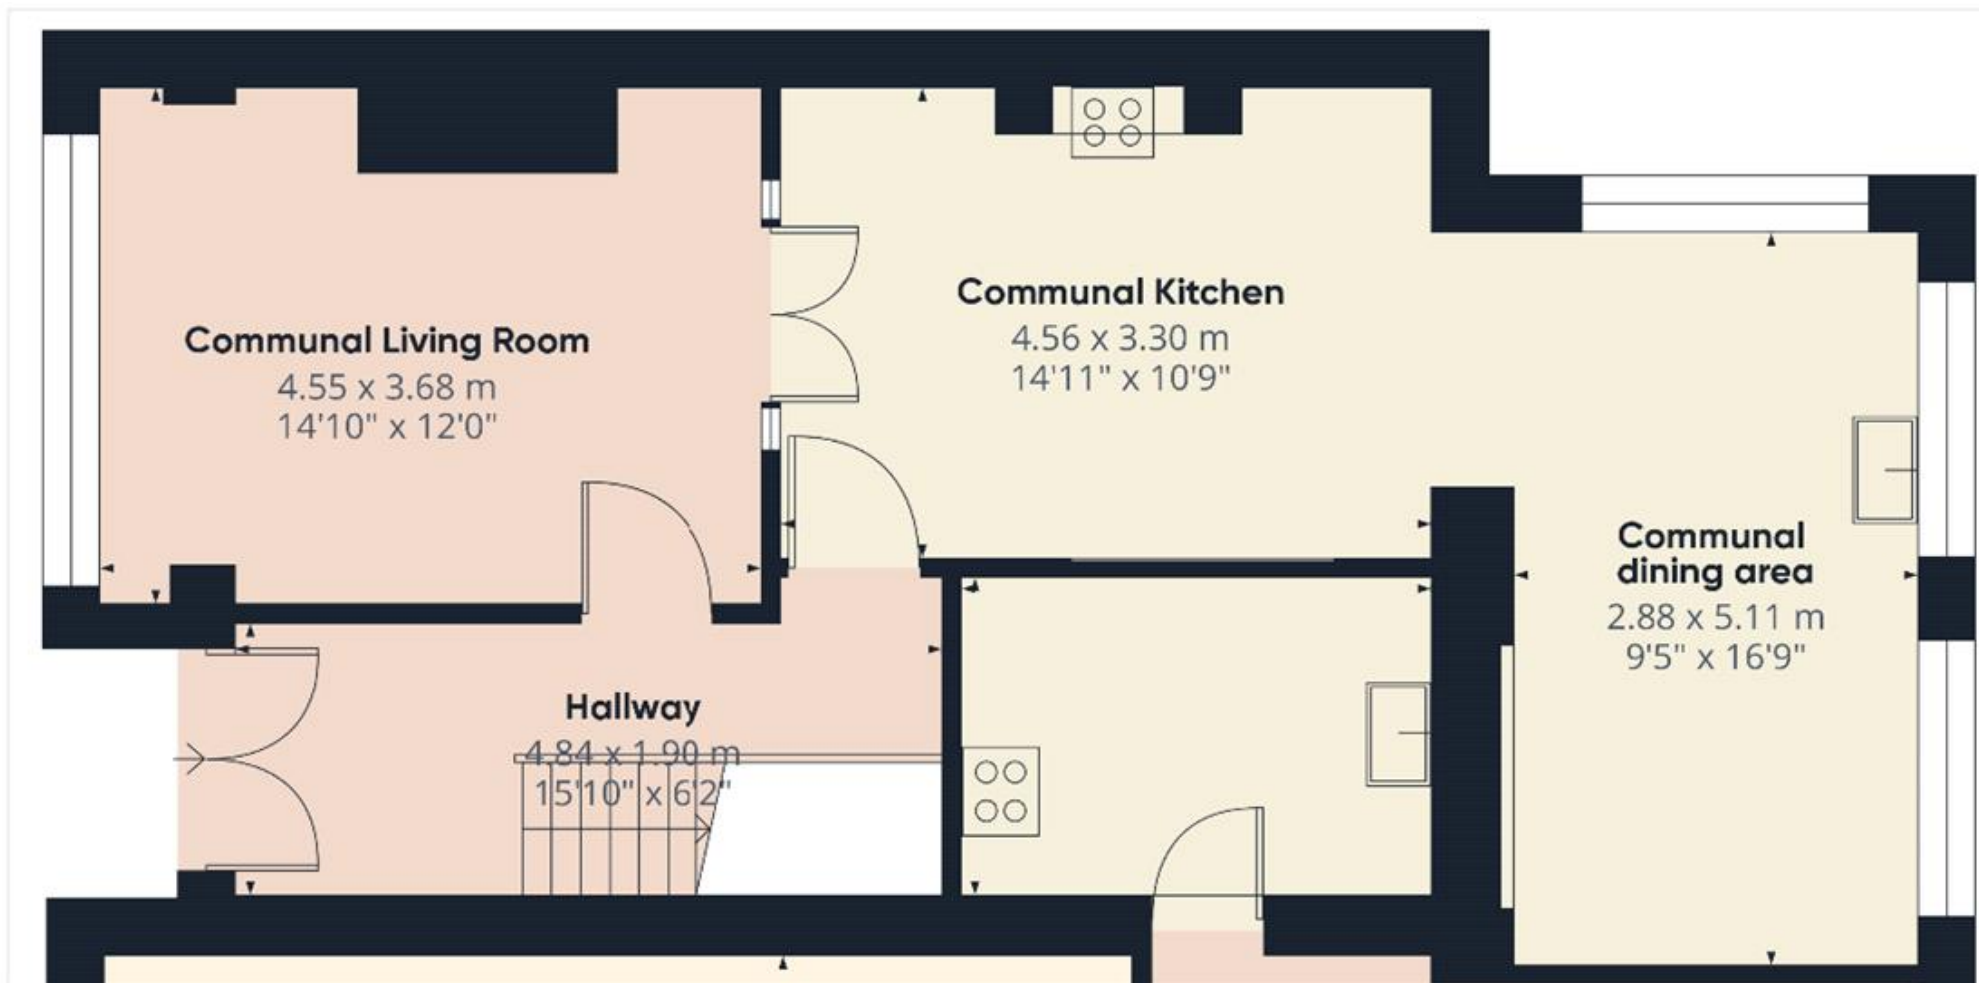 Communal Living Room
4.55 x 3.68 m
14'10" x 12'0"
Communal Kitchen
4.56 x 3.30 m
14'11" x 10'9"
Communal
dining area
2.88 x 5.11 m
9'5" x 16'9"
Hallway
4.84 x 1.90 m
15'10" x 6'2"